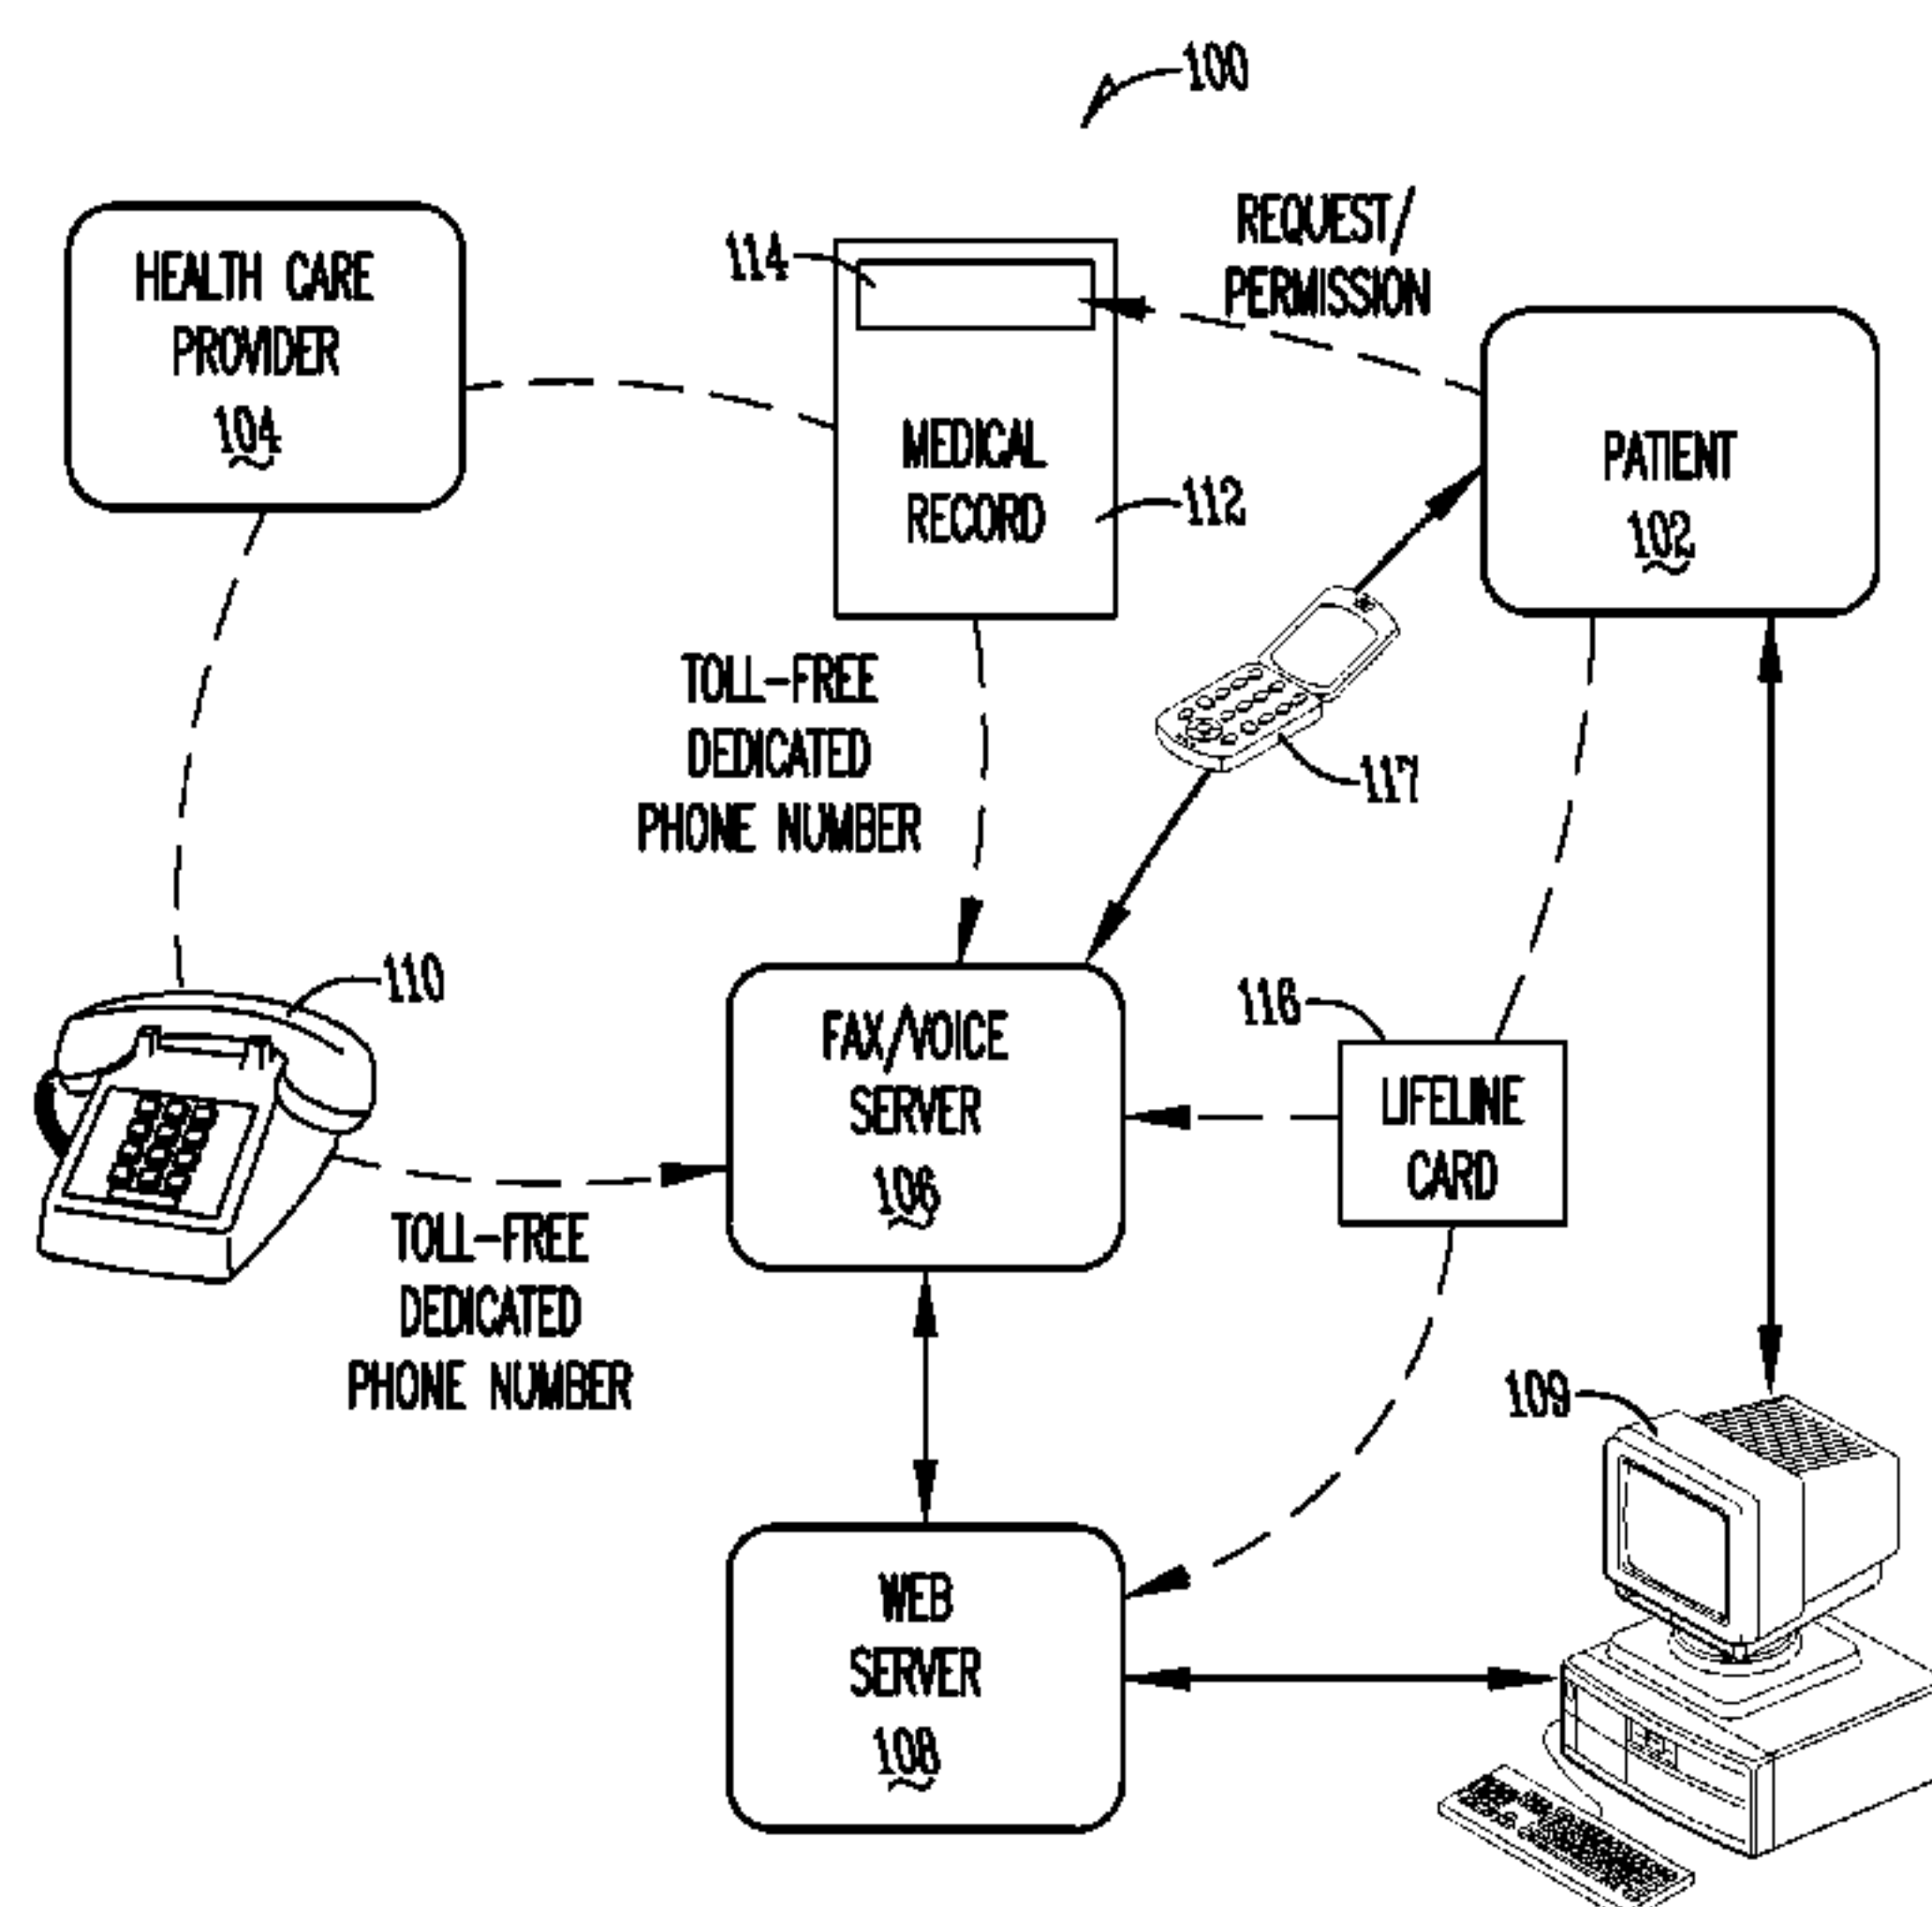 100
REQUEST/
PERMISSION
HEALTH CARE
PROVIDER
104
114
MEDICAL
RECORD
112
PATIENT
102
TOLL-FREE
DEDICATED
PHONE NUMBER
117
110
FAX/VOICE
SERVER
106
116
LIFELINE
CARD
TOLL-FREE
DEDICATED
PHONE NUMBER
109
WEB
SERVER
108